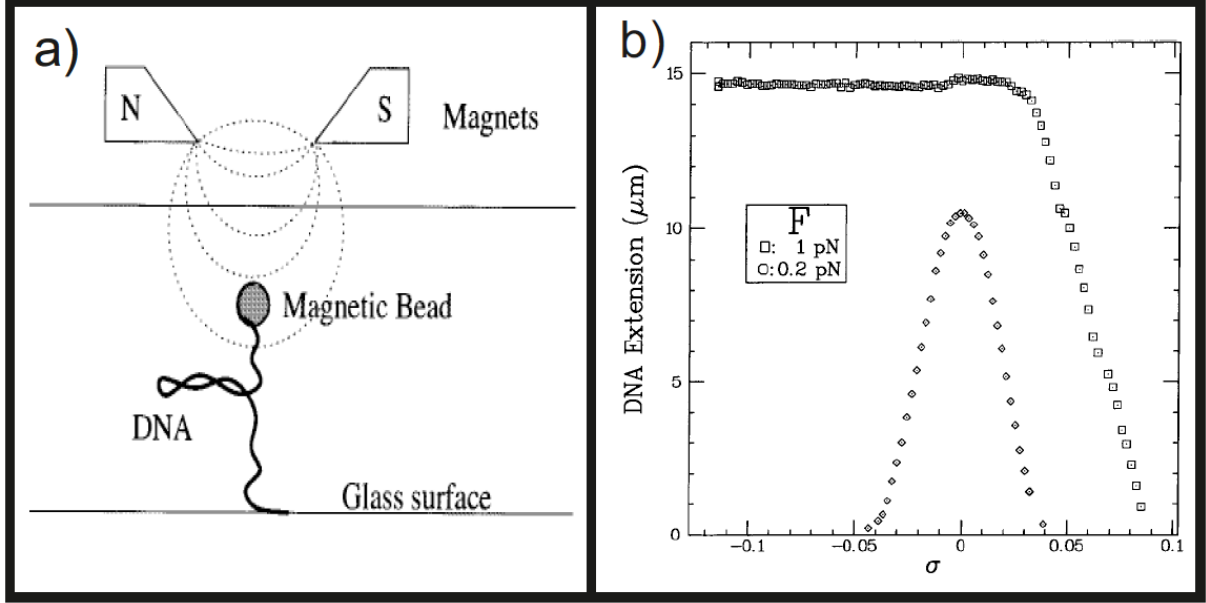 a)
N
S
Magnets
Magnetic Bead
DNA
Glass surface
b)
DNA Extension (μm)
15
10
5
0
F
□: 1 pN
○: 0.2 pN
−0.1
−0.05
0
0.05
0.1
σ